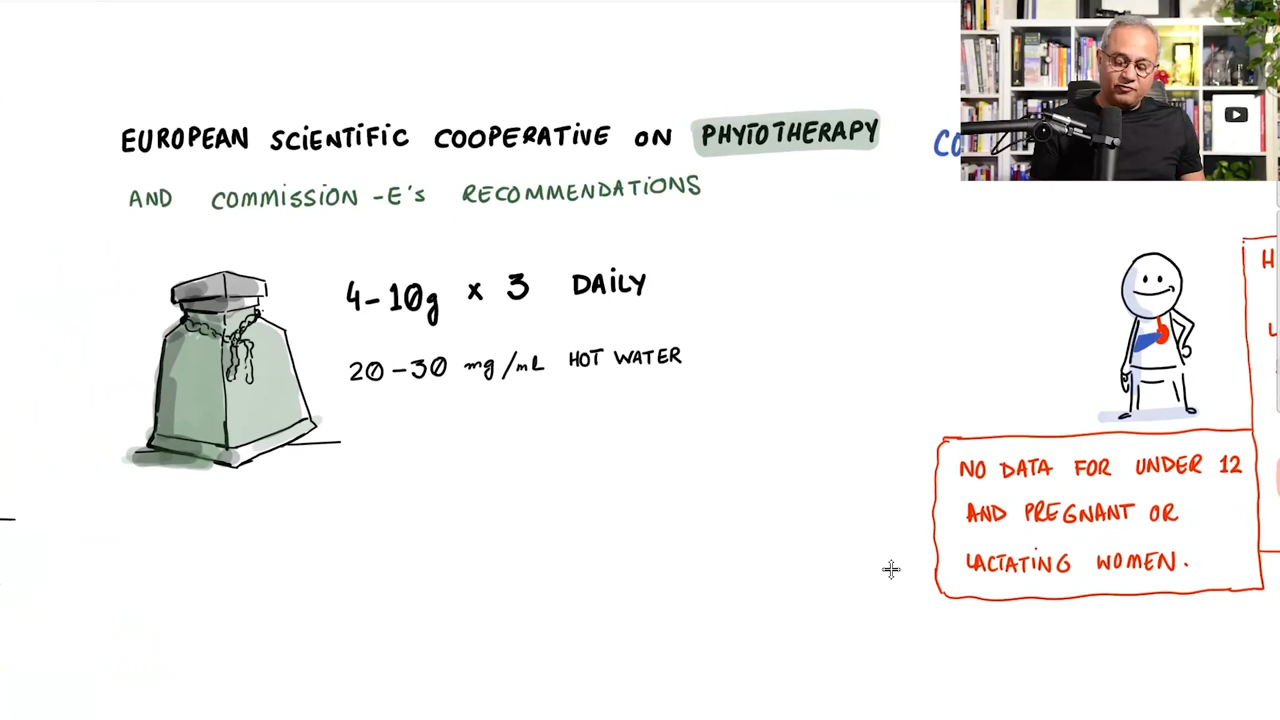 EUROPEAN SCIENTIFIC COOPERATIVE ON PHYTOTHERAPY
AND COMMISSION -E'S RECOMMENDATIONS
4-10g x 3 DAILY
20-30 mg/mL HOT WATER
NO DATA FOR UNDER 12
AND PREGNANT OR
LACTATING WOMEN.